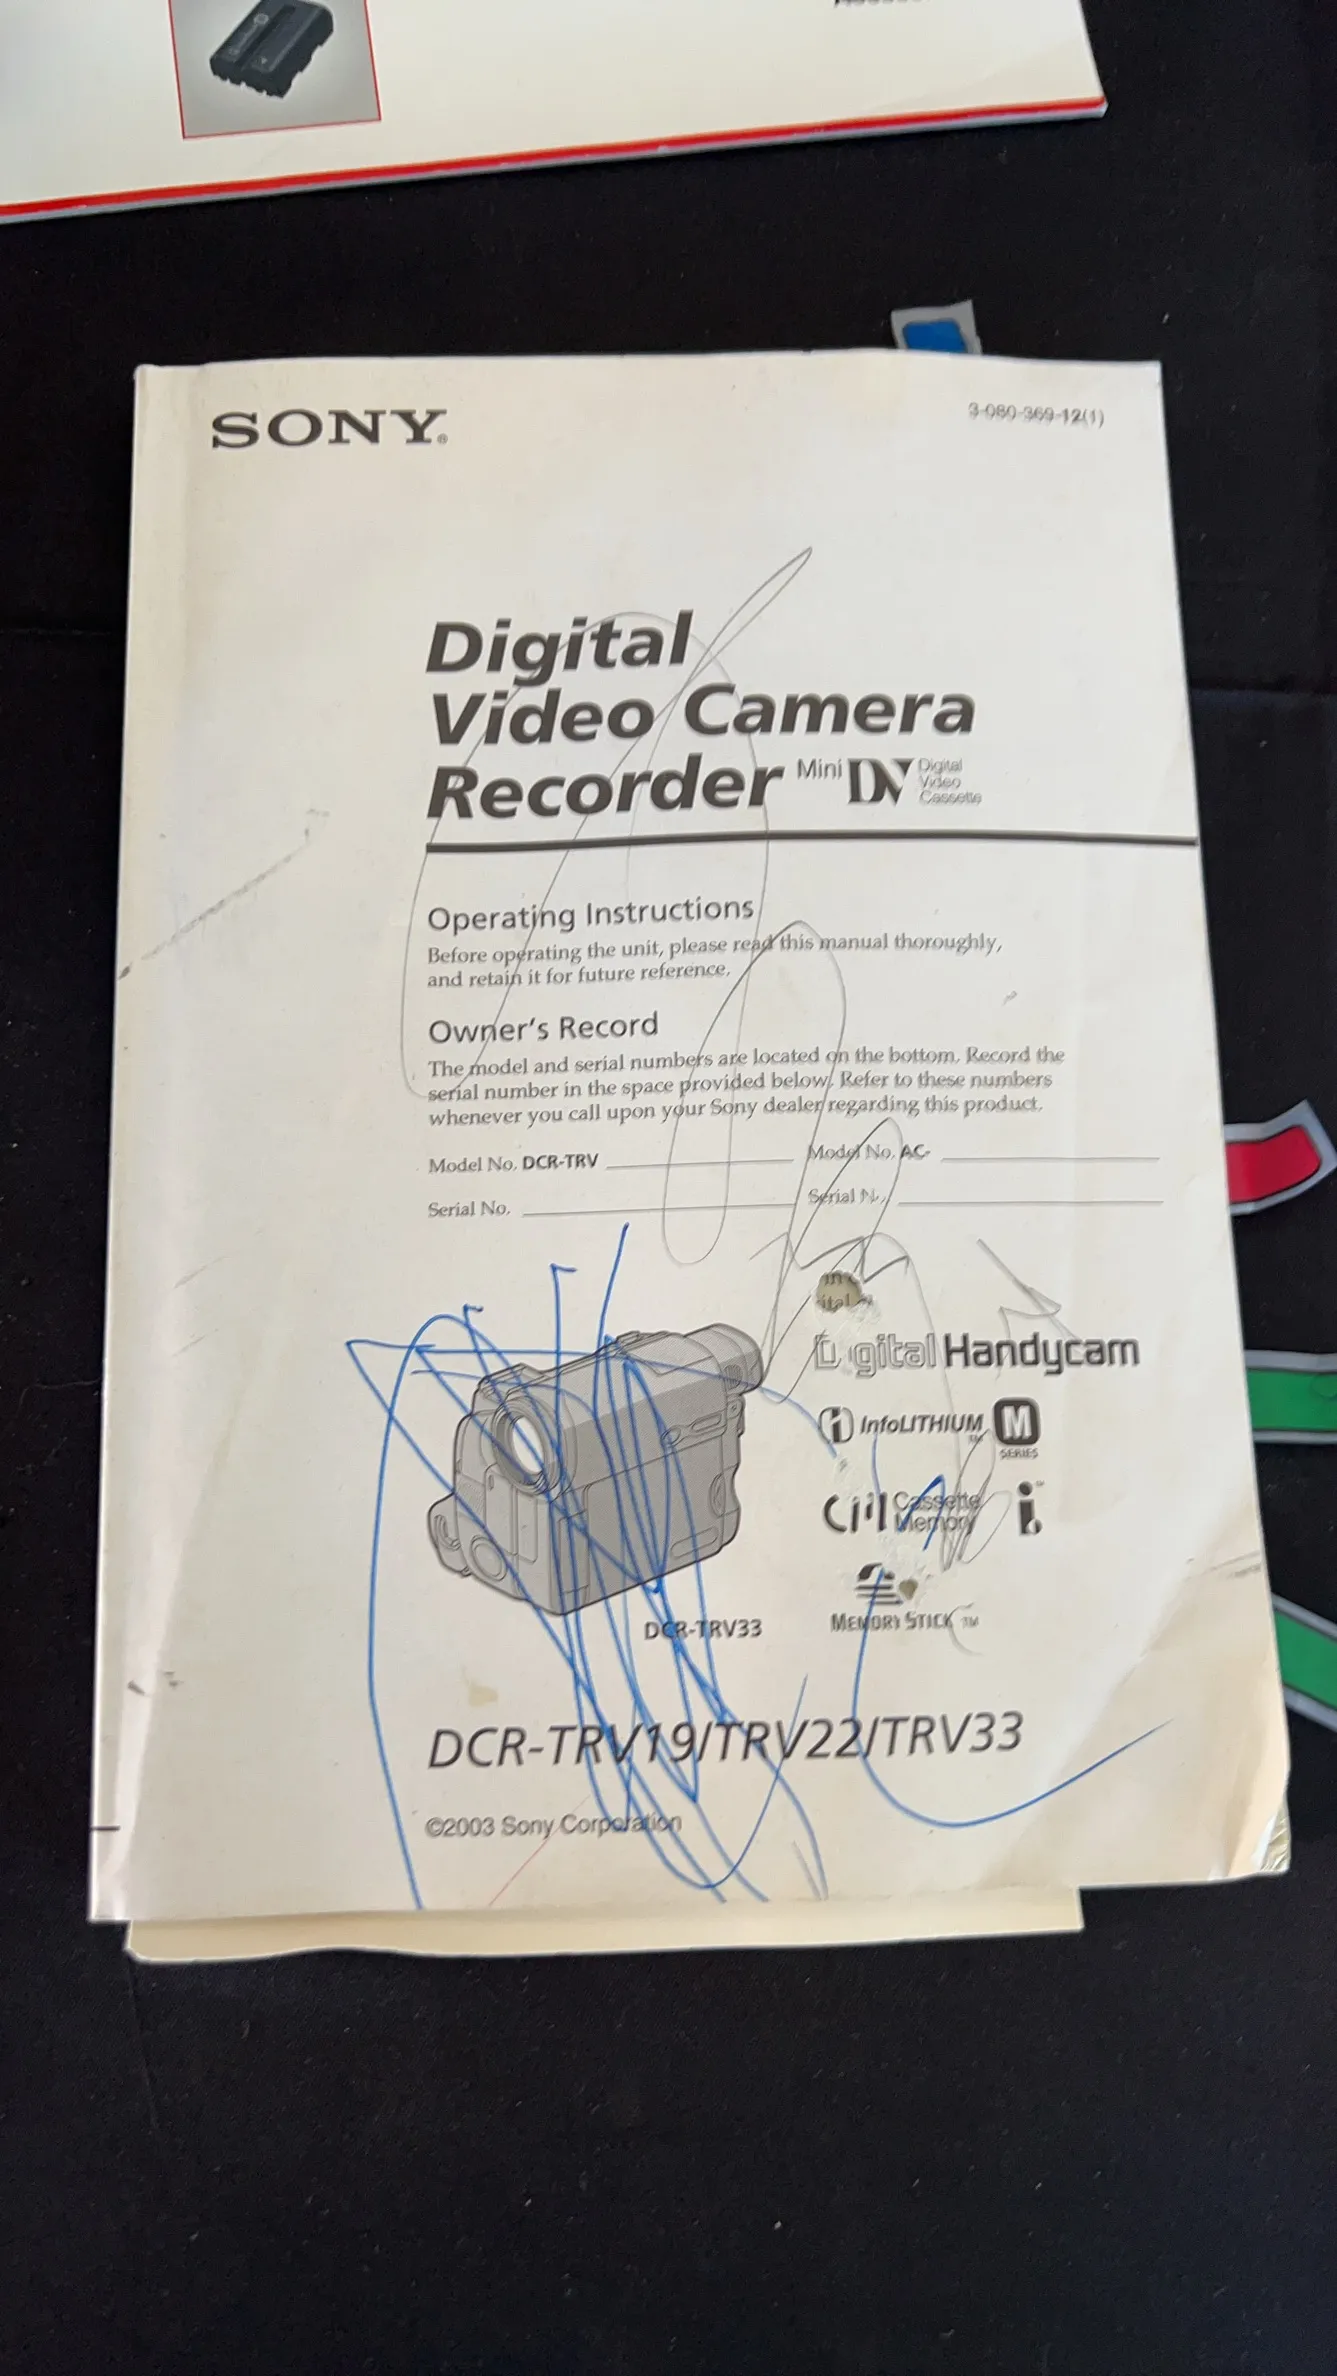 SONY®
3-080-369-12(1)
Digital
Video Camera
Recorder
Mini DV Digital
Video
Cassette
Operating Instructions
Before operating the unit, please read this manual thoroughly,
and retain it for future reference.
Owner's Record
The model and serial numbers are located on the bottom. Record the
serial number in the space provided below. Refer to these numbers
whenever you call upon your Sony dealer regarding this product.
Model No. DCR-TRV
Model No. AC-
Serial No.
Serial N
Digital Handycam
InfoLITHIUM™ M
SERIES
Cassette
Memory
i™
MEMORY STICK™
DCR-TRV33
DCR-TRV19/TRV22/TRV33
©2003 Sony Corporation